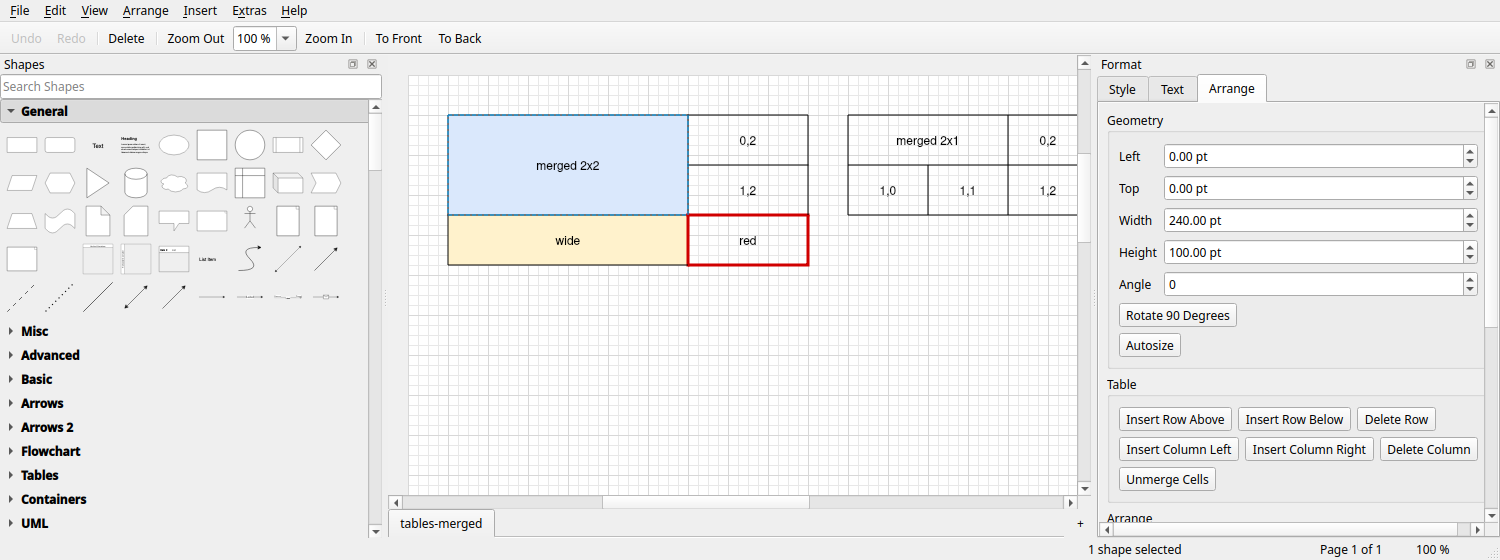 File Edit View Arrange Insert Extras Help
Undo Redo Delete Zoom Out 100 % Zoom In To Front To Back
Shapes
Search Shapes
General
Heading
Text
List Item
Misc
Advanced
Basic
Arrows
Arrows 2
Flowchart
Tables
Containers
UML
merged 2x2
0,2
1,2
wide
red
merged 2x1
0,2
1,0
1,1
1,2
tables-merged
+
Format
Style Text Arrange
Geometry
Left 0.00 pt
Top 0.00 pt
Width 240.00 pt
Height 100.00 pt
Angle 0
Rotate 90 Degrees
Autosize
Table
Insert Row Above Insert Row Below Delete Row
Insert Column Left Insert Column Right Delete Column
Unmerge Cells
Arrange
1 shape selected Page 1 of 1 100 %